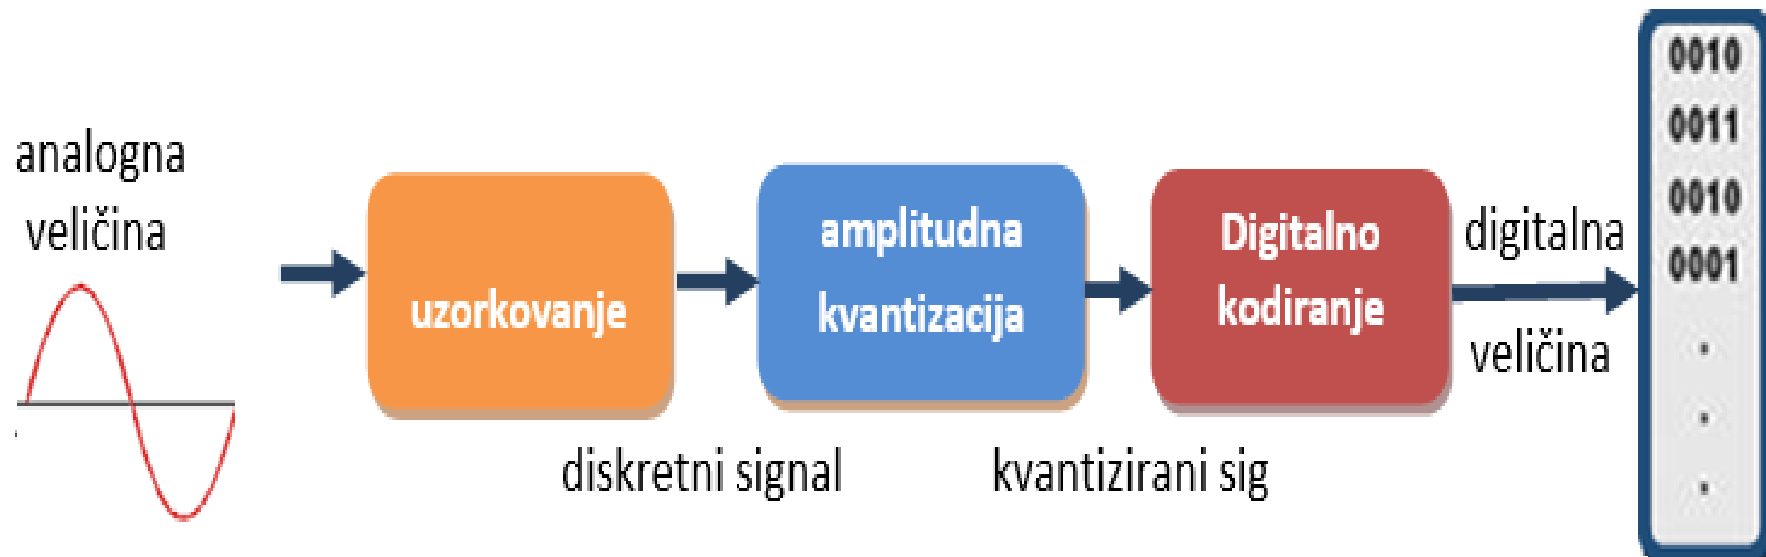 analogna
veličina
uzorkovanje
diskretni signal
amplitudna
kvantizacija
kvantizirani sig
Digitalno
kodiranje
digitalna
veličina
0010
0011
0010
0001
.
.
.